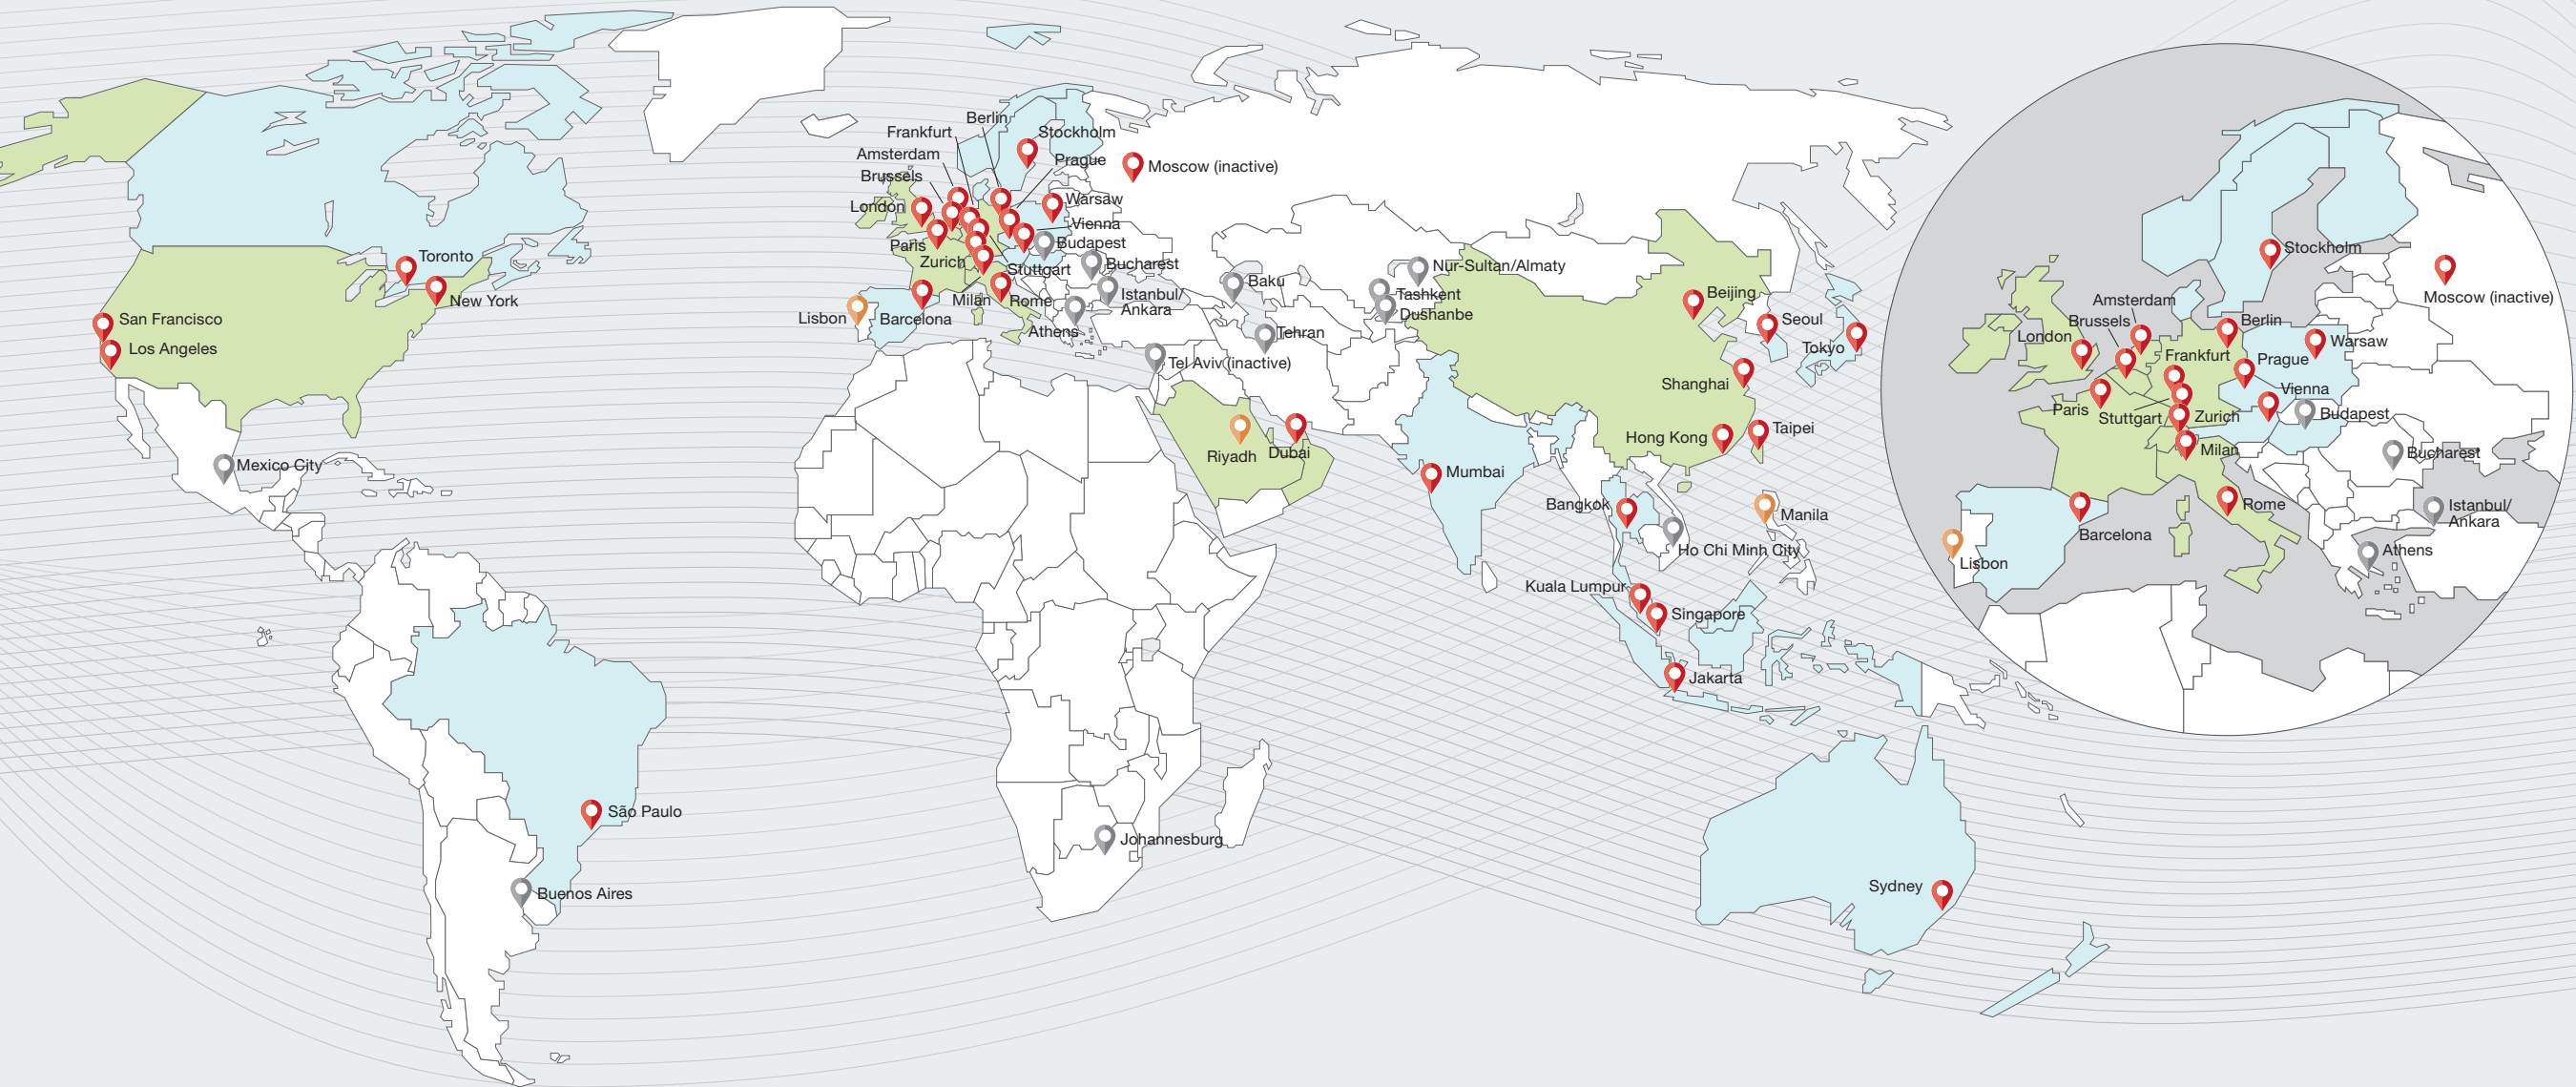 Berlin
Frankfurt
Stockholm
Amsterdam
Prague
Moscow (inactive)
Brussels
Warsaw
London
Vienna
Paris
Budapest
Zurich
Stuttgart
Bucharest
Milan
Rome
Istanbul/
Ankara
Lisbon
Barcelona
Athens
Toronto
New York
San Francisco
Los Angeles
Mexico City
São Paulo
Buenos Aires
Johannesburg
Tel Aviv (inactive)
Baku
Tehran
Nur-Sultan/Almaty
Tashkent
Dushanbe
Riyadh
Dubai
Mumbai
Beijing
Seoul
Tokyo
Shanghai
Hong Kong
Taipei
Bangkok
Manila
Ho Chi Minh City
Kuala Lumpur
Singapore
Jakarta
Sydney
Stockholm
Moscow (inactive)
Amsterdam
Brussels
Berlin
London
Warsaw
Frankfurt
Prague
Vienna
Paris
Stuttgart
Zurich
Budapest
Milan
Bucharest
Rome
Istanbul/
Ankara
Barcelona
Athens
Lisbon